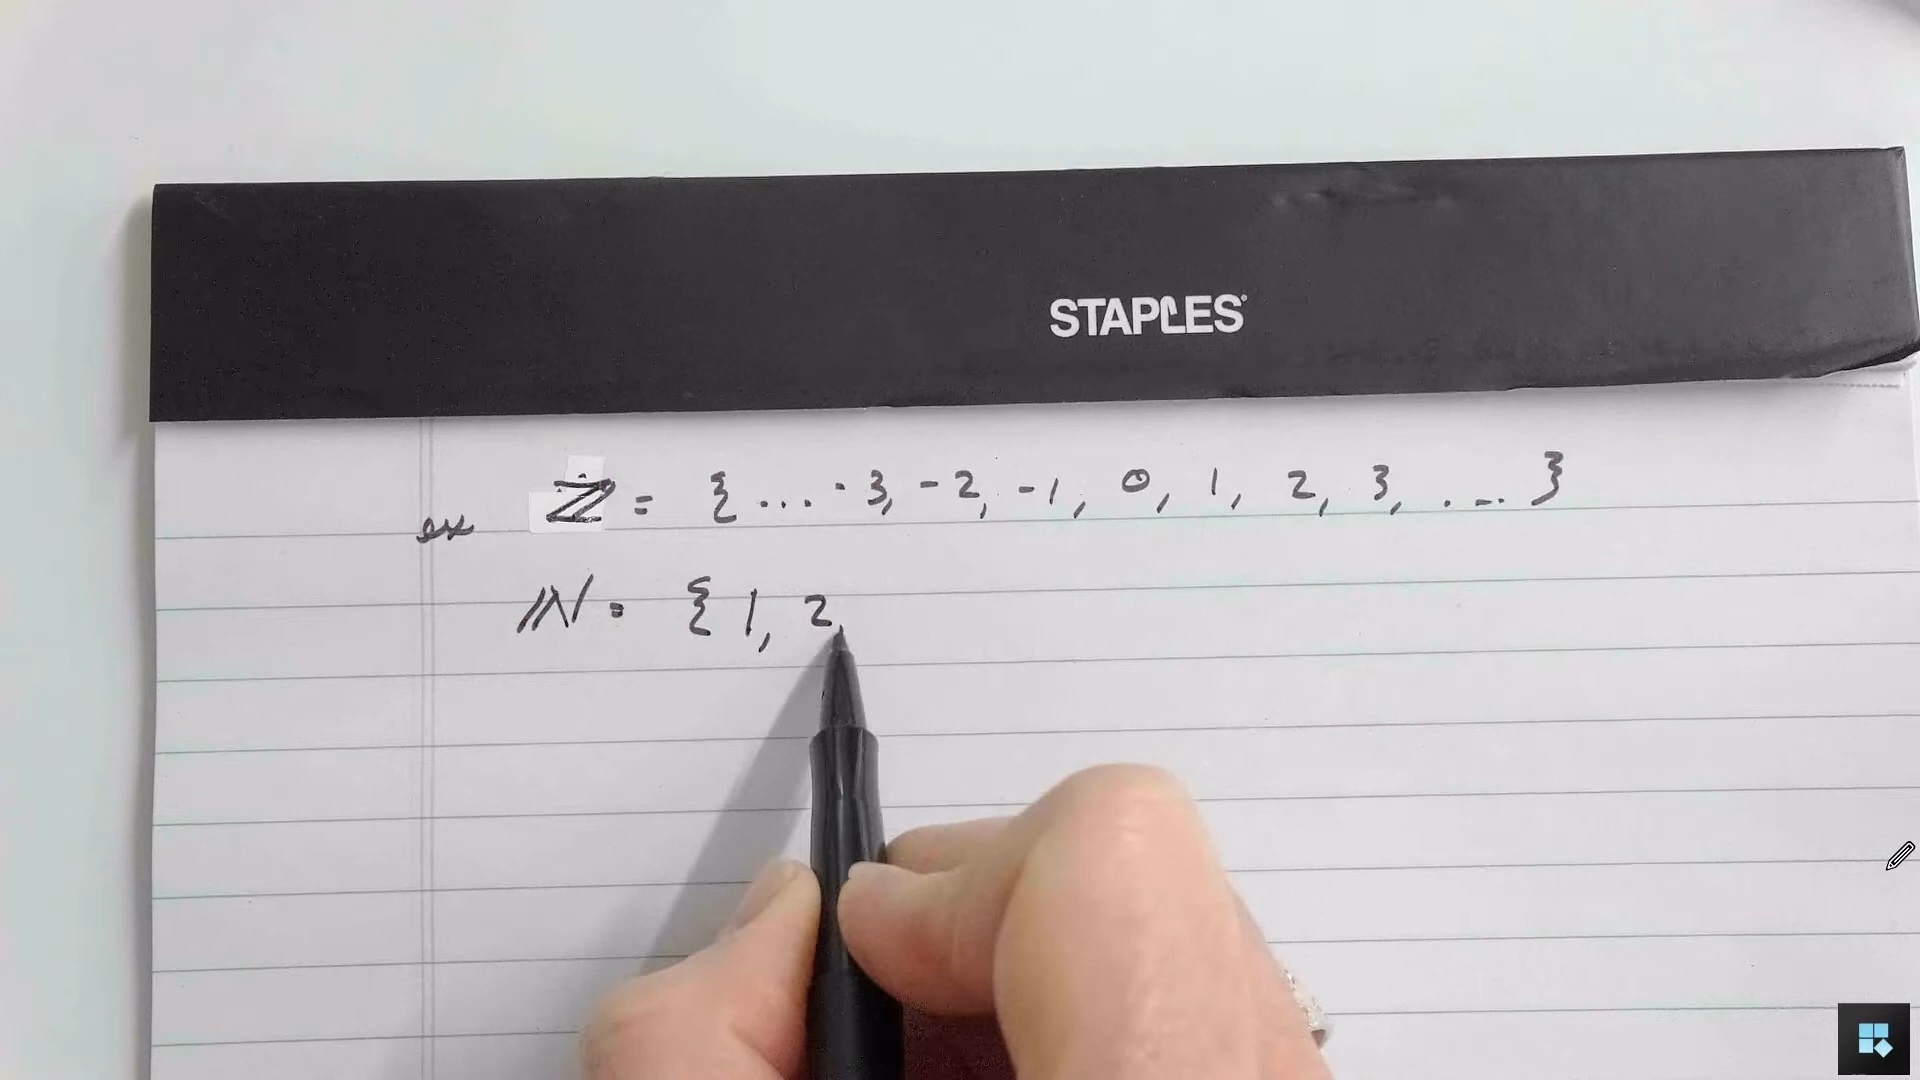 STAPLES
ex ℤ = { ... -3, -2, -1, 0, 1, 2, 3, ... }
ℕ = { 1, 2,